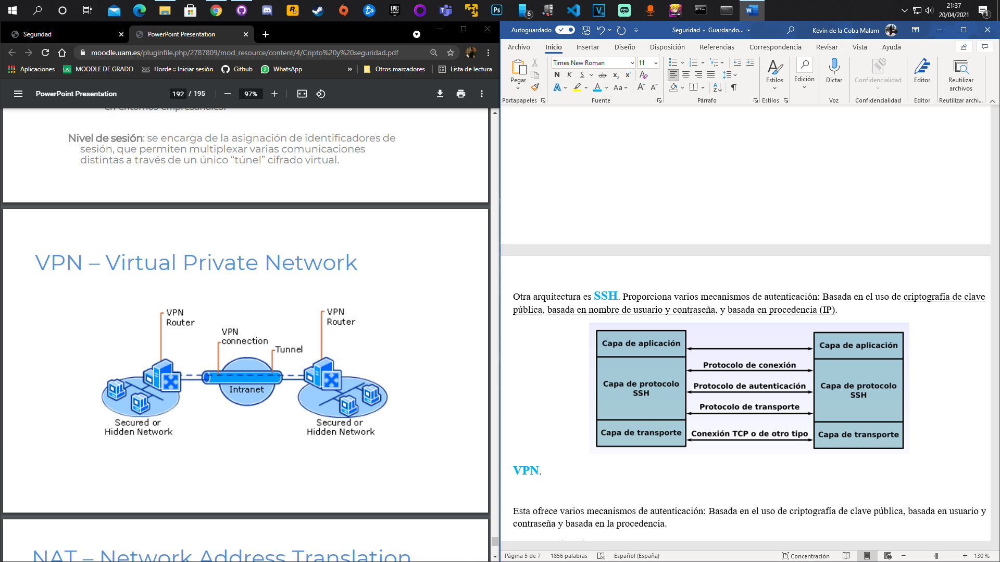 21:37
20/04/2021
6
1
Seguridad
PowerPoint Presentation
moodle.uam.es/pluginfile.php/2787809/mod_resource/content/4/Cripto%20y%20seguridad.pdf
Aplicaciones
MOODLE DE GRADO
Horde :: Iniciar sesión
Github
WhatsApp
»
Otros marcadores
Lista de lectura
PowerPoint Presentation
192 / 195
97%
en entornos empresariales.
Nivel de sesión: se encarga de la asignación de identificadores de
sesión, que permiten multiplexar varias comunicaciones
distintas a través de un único “túnel” cifrado virtual.
VPN – Virtual Private Network
VPN
Router
VPN
connection
Tunnel
VPN
Router
Intranet
Secured or
Hidden Network
Secured or
Hidden Network
NAT – Network Address Translation
Autoguardado
Seguridad - Guardando...
Kevin de la Coba Malam
Archivo
Inicio
Insertar
Diseño
Disposición
Referencias
Correspondencia
Revisar
Vista
Ayuda
Pegar
Portapapeles
Times New Roman
11
N K S ab x₂ x²
A A Aa A A
Fuente
Párrafo
Estilos
Estilos
Edición
Dictar
Voz
Confidencialidad
Confidencialidad
Editor
Editor
Reutilizar
archivos
Reutilizar archi...
Otra arquitectura es SSH. Proporciona varios mecanismos de autenticación: Basada en el uso de criptografía de clave
pública, basada en nombre de usuario y contraseña, y basada en procedencia (IP).
Capa de aplicación
Capa de protocolo
SSH
Capa de transporte
Protocolo de conexión
Protocolo de autenticación
Protocolo de transporte
Conexión TCP o de otro tipo
Capa de aplicación
Capa de protocolo
SSH
Capa de transporte
VPN.
Esta ofrece varios mecanismos de autenticación: Basada en el uso de criptografía de clave pública, basada en usuario y
contraseña y basada en la procedencia.
Página 5 de 7
1856 palabras
Español (España)
Concentración
130 %